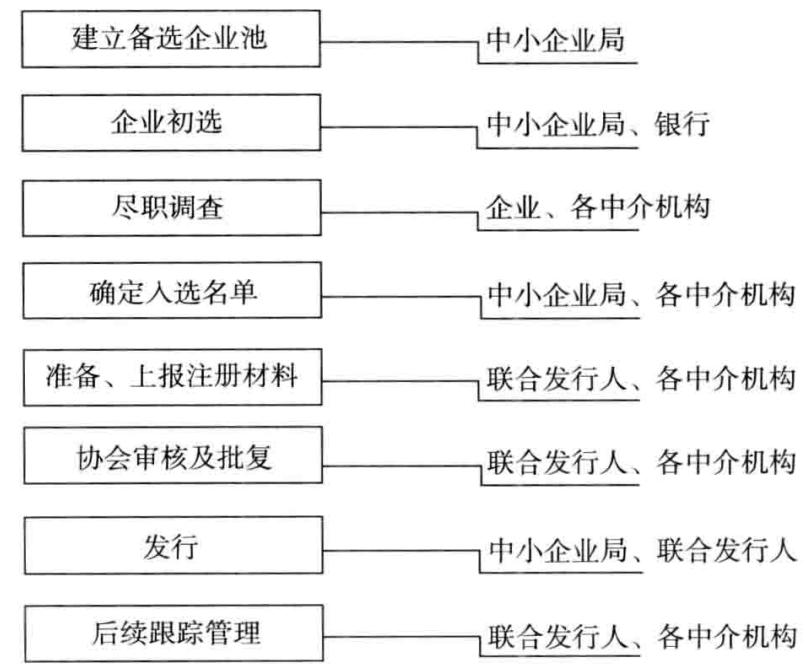 建立备选企业池 中小企业局
企业初选 中小企业局、银行
尽职调查 企业、各中介机构
确定入选名单 中小企业局、各中介机构
准备、上报注册材料 联合发行人、各中介机构
协会审核及批复 联合发行人、各中介机构
发行 中小企业局、联合发行人
后续跟踪管理 联合发行人、各中介机构